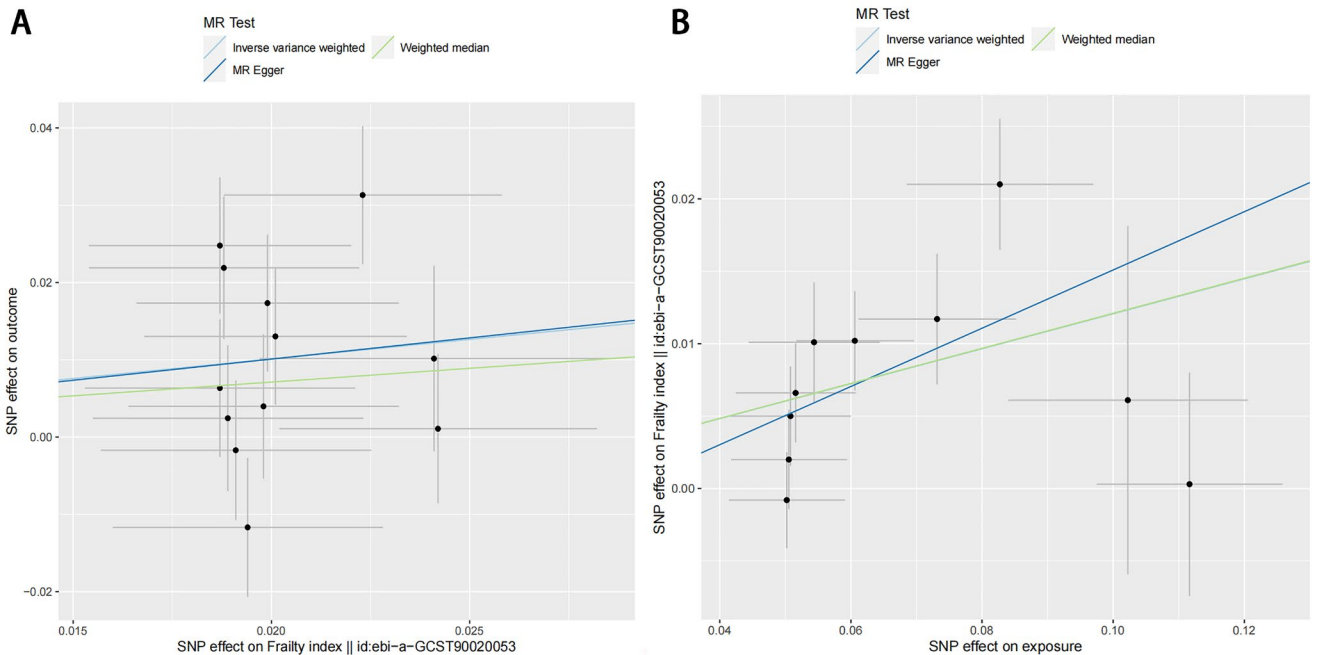 A
MR Test
Inverse variance weighted
Weighted median
MR Egger
SNP effect on outcome
0.04
0.02
0.00
−0.02
0.015
0.020
0.025
SNP effect on Frailty index || id:ebi−a−GCST90020053
B
MR Test
Inverse variance weighted
Weighted median
MR Egger
SNP effect on Frailty index || id:ebi−a−GCST90020053
0.02
0.01
0.00
0.04
0.06
0.08
0.10
0.12
SNP effect on exposure